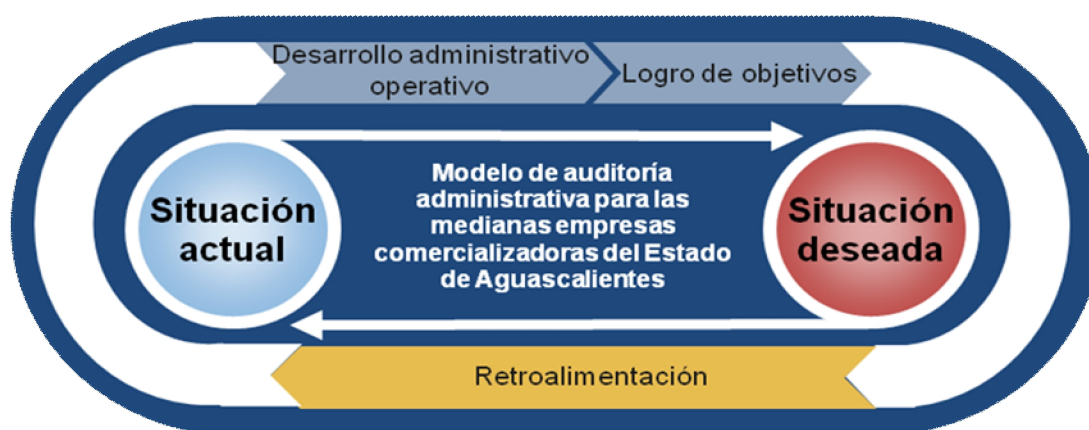 Desarrollo administrativo
operativo
Logro de objetivos
Situación
actual
Modelo de auditoría
administrativa para las
medianas empresas
comercializadoras del Estado
de Aguascalientes
Situación
deseada
Retroalimentación